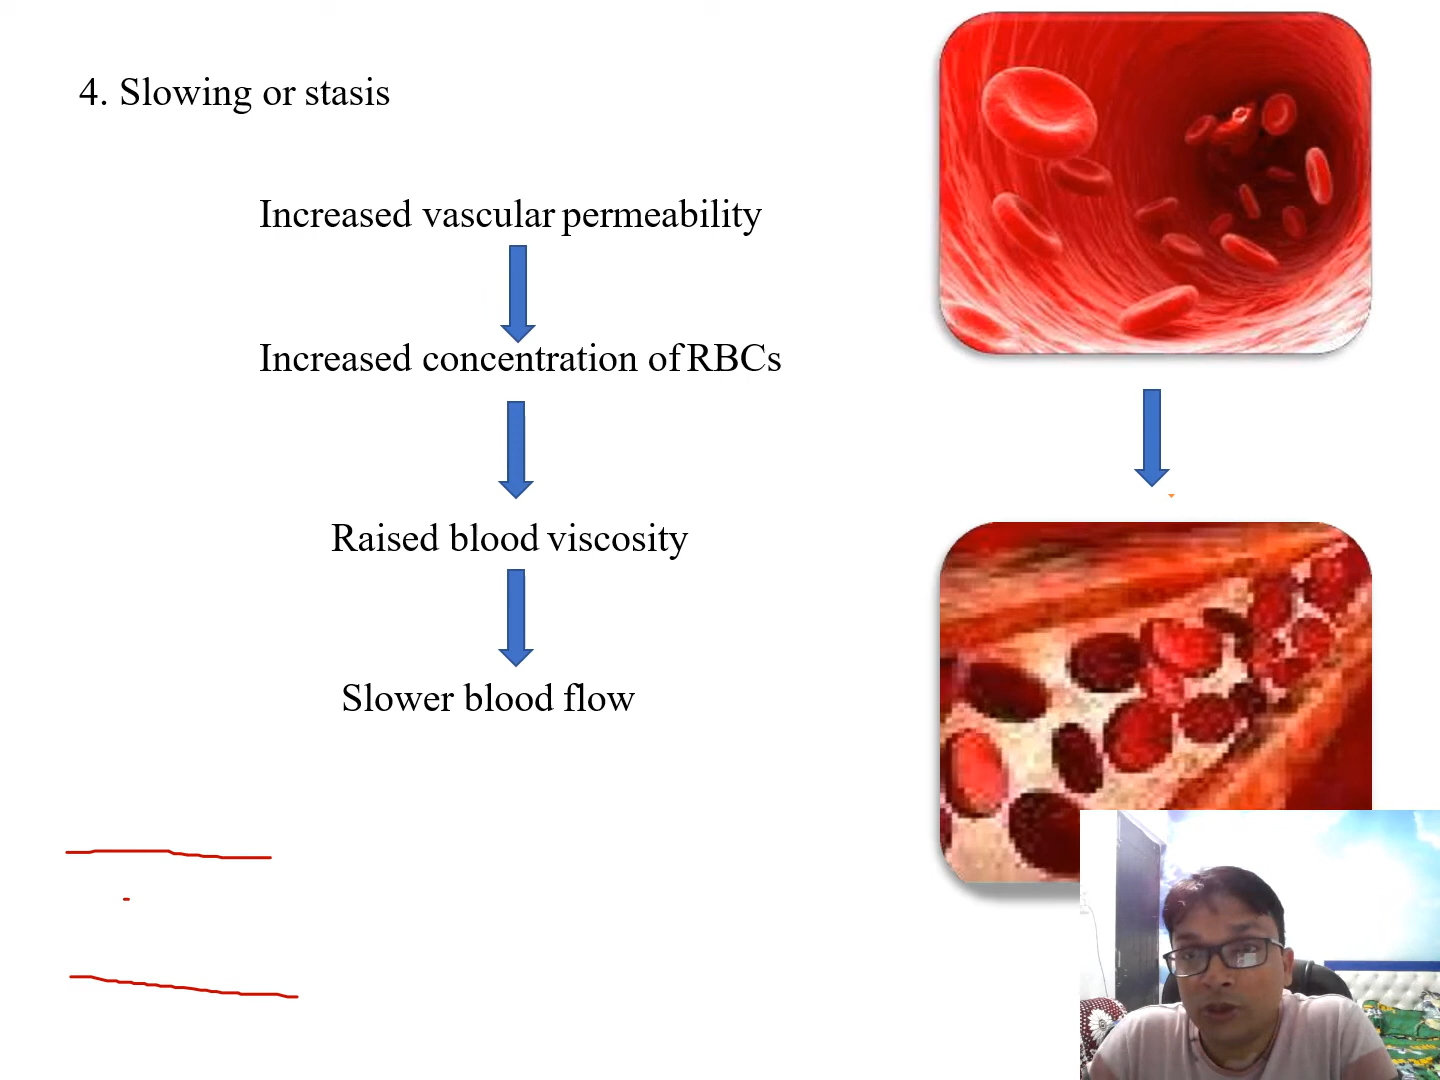 4. Slowing or stasis
Increased vascular permeability
Increased concentration of RBCs
Raised blood viscosity
Slower blood flow